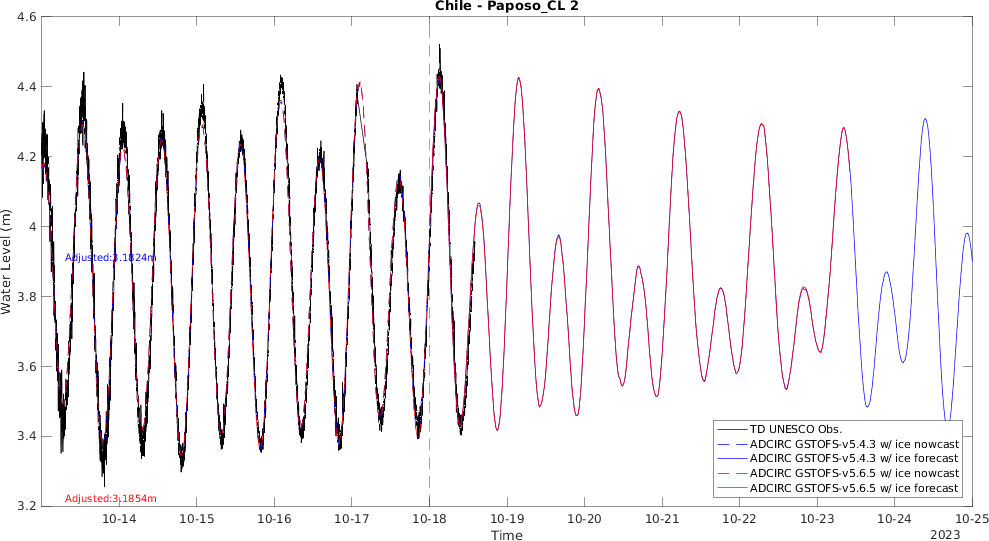 Chile - Paposo_CL 2
4.6
4.4
4.2
4
3.8
3.6
3.4
3.2
Water Level (m)
Adjusted:3.1824m
Adjusted:3.1854m
TD UNESCO Obs.
ADCIRC GSTOFS-v5.4.3 w/ ice nowcast
ADCIRC GSTOFS-v5.4.3 w/ ice forecast
ADCIRC GSTOFS-v5.6.5 w/ ice nowcast
ADCIRC GSTOFS-v5.6.5 w/ ice forecast
10-14 10-15 10-16 10-17 10-18 10-19 10-20 10-21 10-22 10-23 10-24 10-25
Time
2023